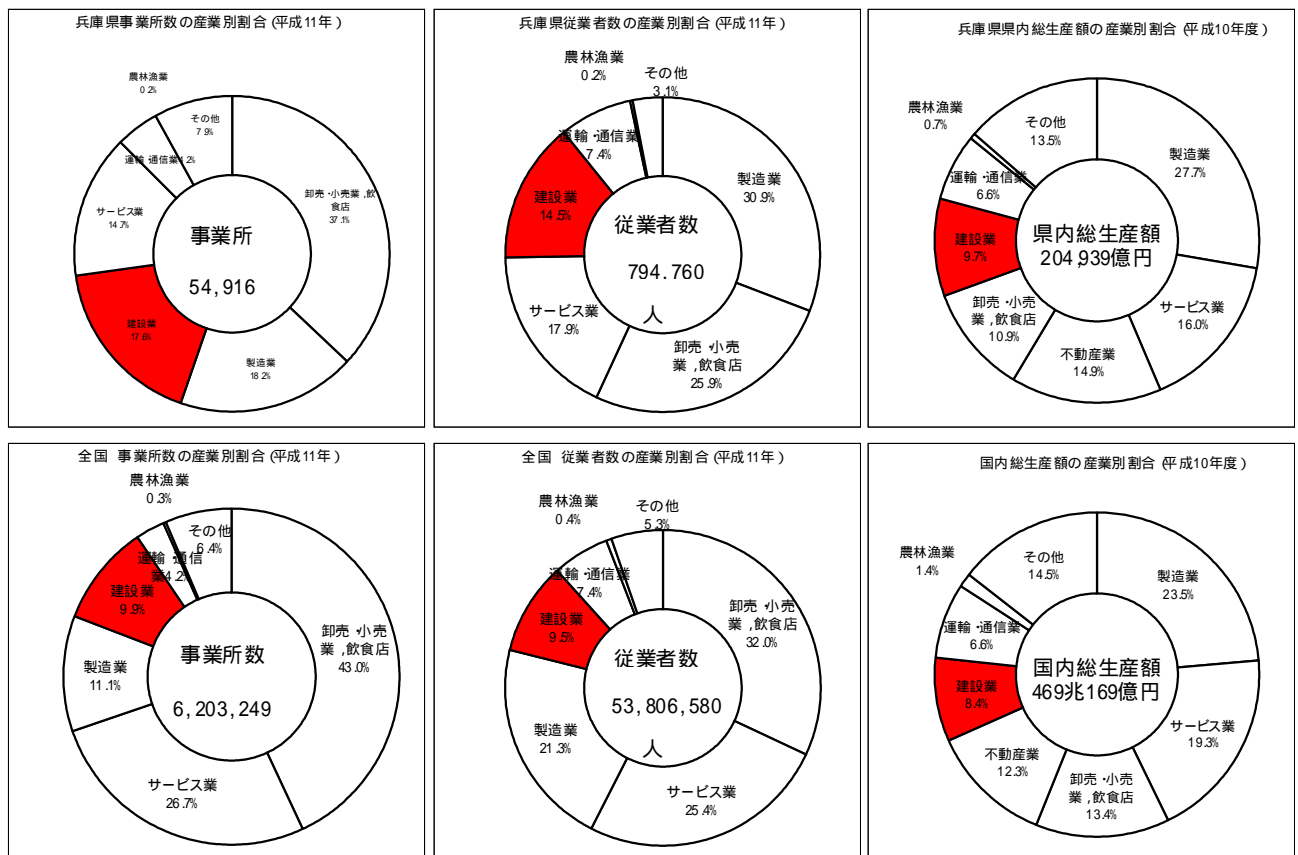 兵庫県事業所数の産業別割合(平成11年)
農林漁業
0.2%
その他
7.9%
運輸・通信業4.2%
卸売・小売業,飲
食店
37.1%
サービス業
14.7%
事業所
54,916
建設業
17.6%
製造業
18.2%
兵庫県従業者数の産業別割合(平成11年)
農林漁業
0.2%
その他
3.1%
運輸・通信業
7.4%
製造業
30.9%
建設業
14.5%
従業者数
794.760
人
サービス業
17.9%
卸売・小売
業,飲食店
25.9%
兵庫県県内総生産額の産業別割合(平成10年度)
農林漁業
0.7%
その他
13.5%
製造業
27.7%
運輸・通信業
6.6%
建設業
9.7%
県内総生産額
204,939億円
卸売・小売
業,飲食店
10.9%
サービス業
16.0%
不動産業
14.9%
全国 事業所数の産業別割合(平成11年)
農林漁業
0.3%
その他
6.4%
運輸・通信
業4.2%
建設業
9.9%
卸売・小売
業,飲食店
43.0%
製造業
11.1%
事業所数
6,203,249
サービス業
26.7%
全国 従業者数の産業別割合(平成11年)
農林漁業
0.4%
その他
5.3%
運輸・通信業
7.4%
卸売・小売
業,飲食店
32.0%
建設業
9.5%
従業者数
53,806,580
人
製造業
21.3%
サービス業
25.4%
国内総生産額の産業別割合(平成10年度)
農林漁業
1.4%
その他
14.5%
製造業
23.5%
運輸・通信業
6.6%
建設業
8.4%
国内総生産額
469兆169億円
サービス業
19.3%
不動産業
12.3%
卸売・小売
業,飲食店
13.4%